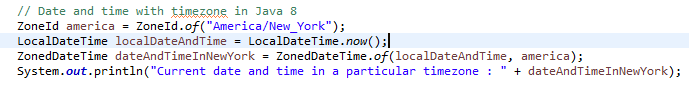 // Date and time with timezone in Java 8
ZoneId america = ZoneId.of("America/New_York");
LocalDateTime localDateAndTime = LocalDateTime.now();
ZonedDateTime dateAndTimeInNewYork = ZonedDateTime.of(localDateAndTime, america);
System.out.println("Current date and time in a particular timezone : " + dateAndTimeInNewYork);